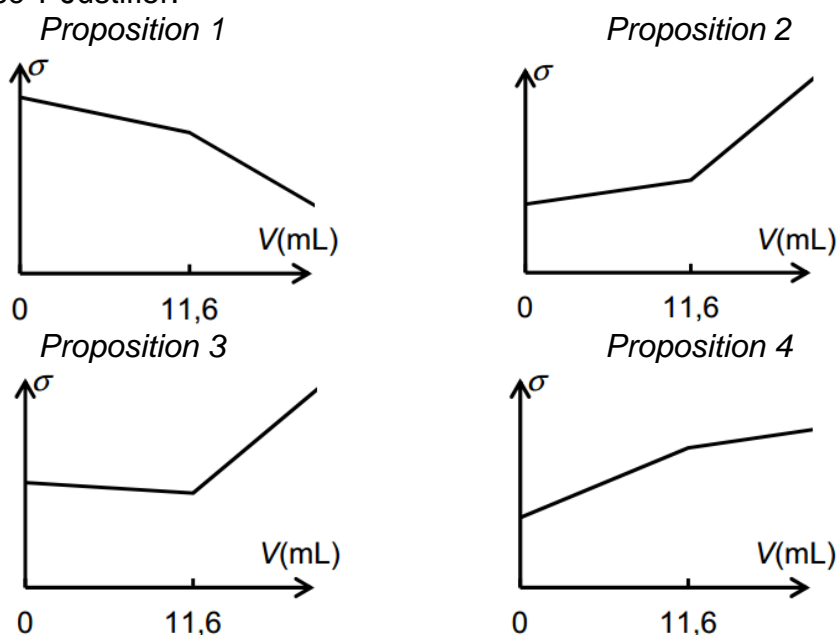 Proposition 1
Proposition 2
σ
σ
V(mL)
V(mL)
0
11,6
0
11,6
Proposition 3
Proposition 4
σ
σ
V(mL)
V(mL)
0
11,6
0
11,6